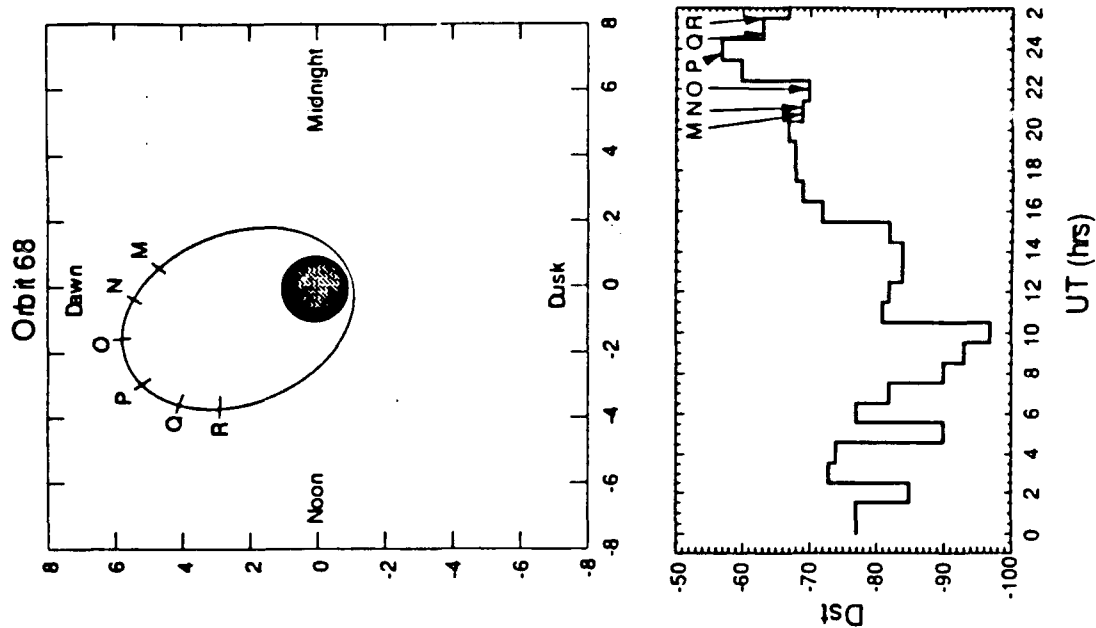 Orbit 68
Dawn
8
6
4
2
0
-2
-4
-6
-8
M
N
O
P
Q
R
Noon
Midnight
Dusk
-8 -6 -4 -2 0 2 4 6 8
-50
-60
-70
-80
-90
-100
Dst
M N O P Q R
0 2 4 6 8 10 12 14 16 18 20 22 24 2
UT (hrs)